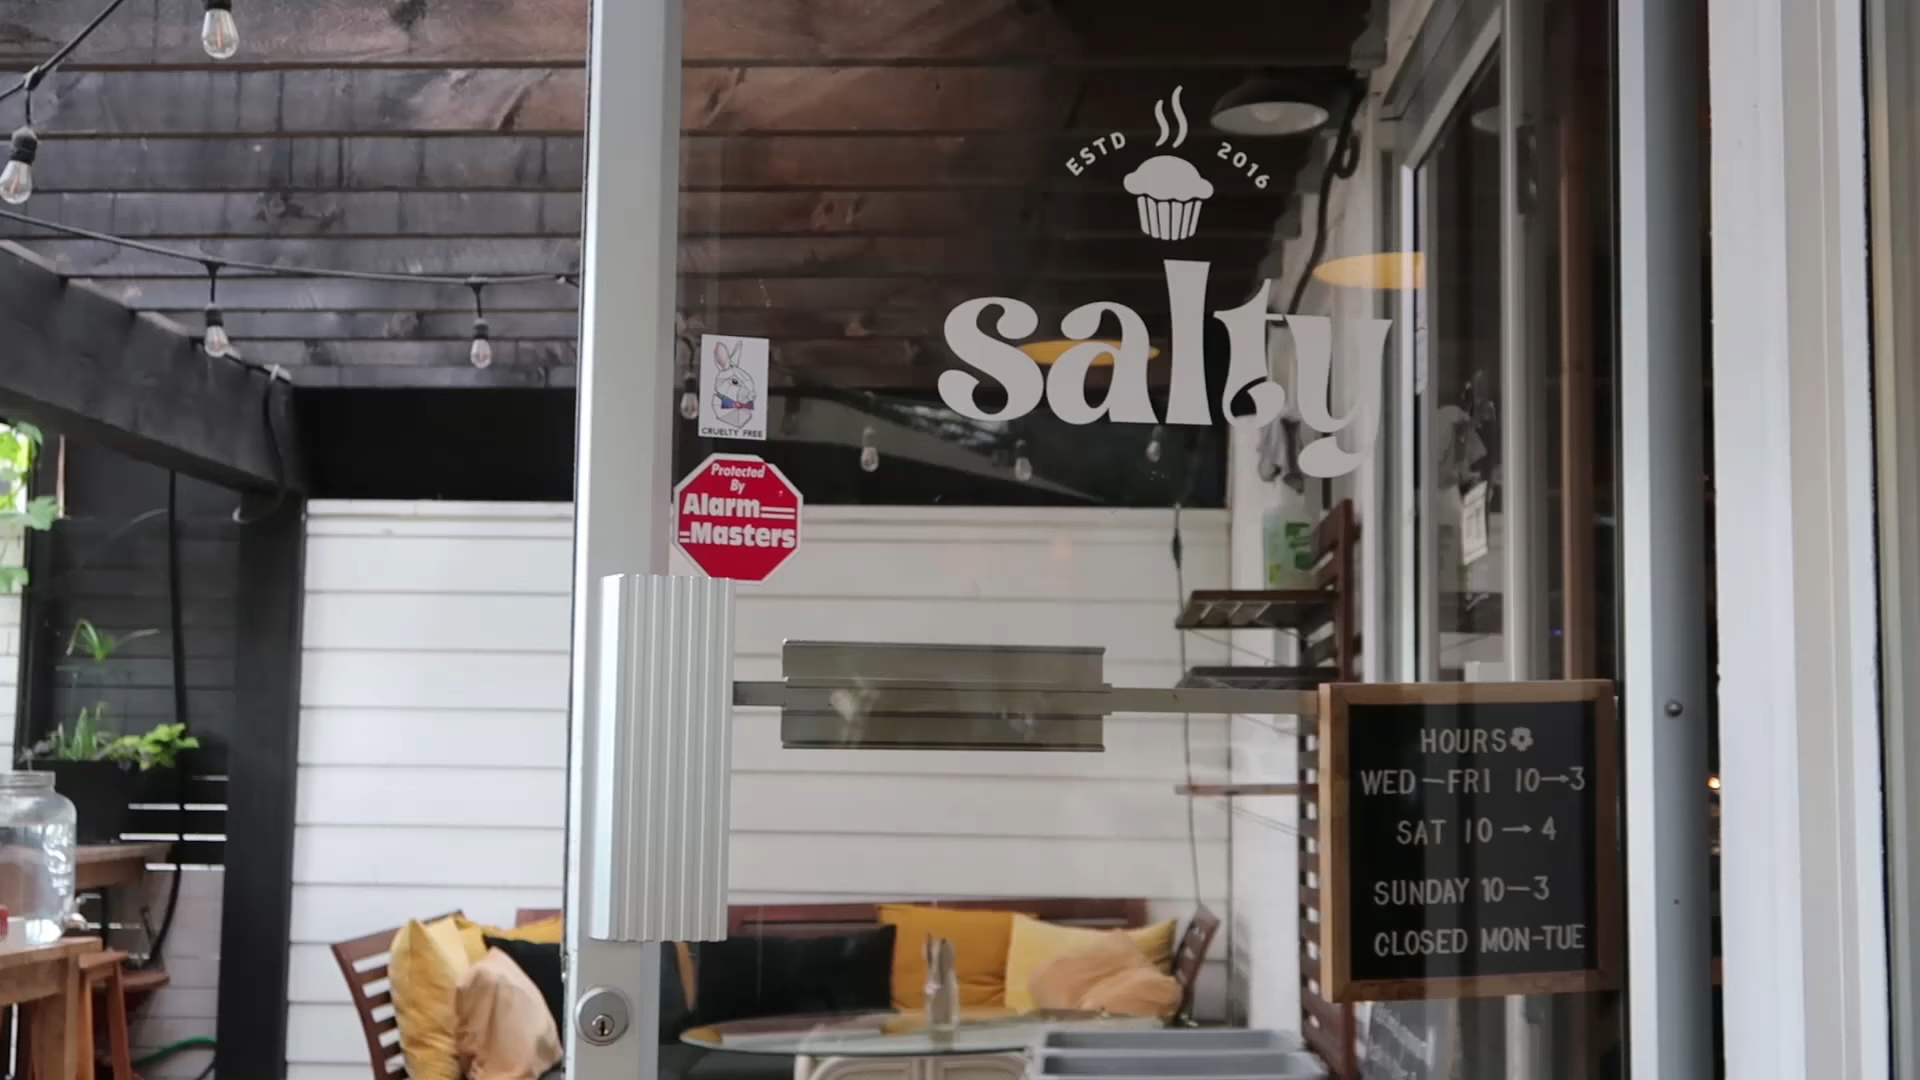 ESTD 2016
salty
CRUELTY FREE
Protected
By
Alarm
Masters
HOURS
WED–FRI 10→3
SAT 10→4
SUNDAY 10–3
CLOSED MON-TUE